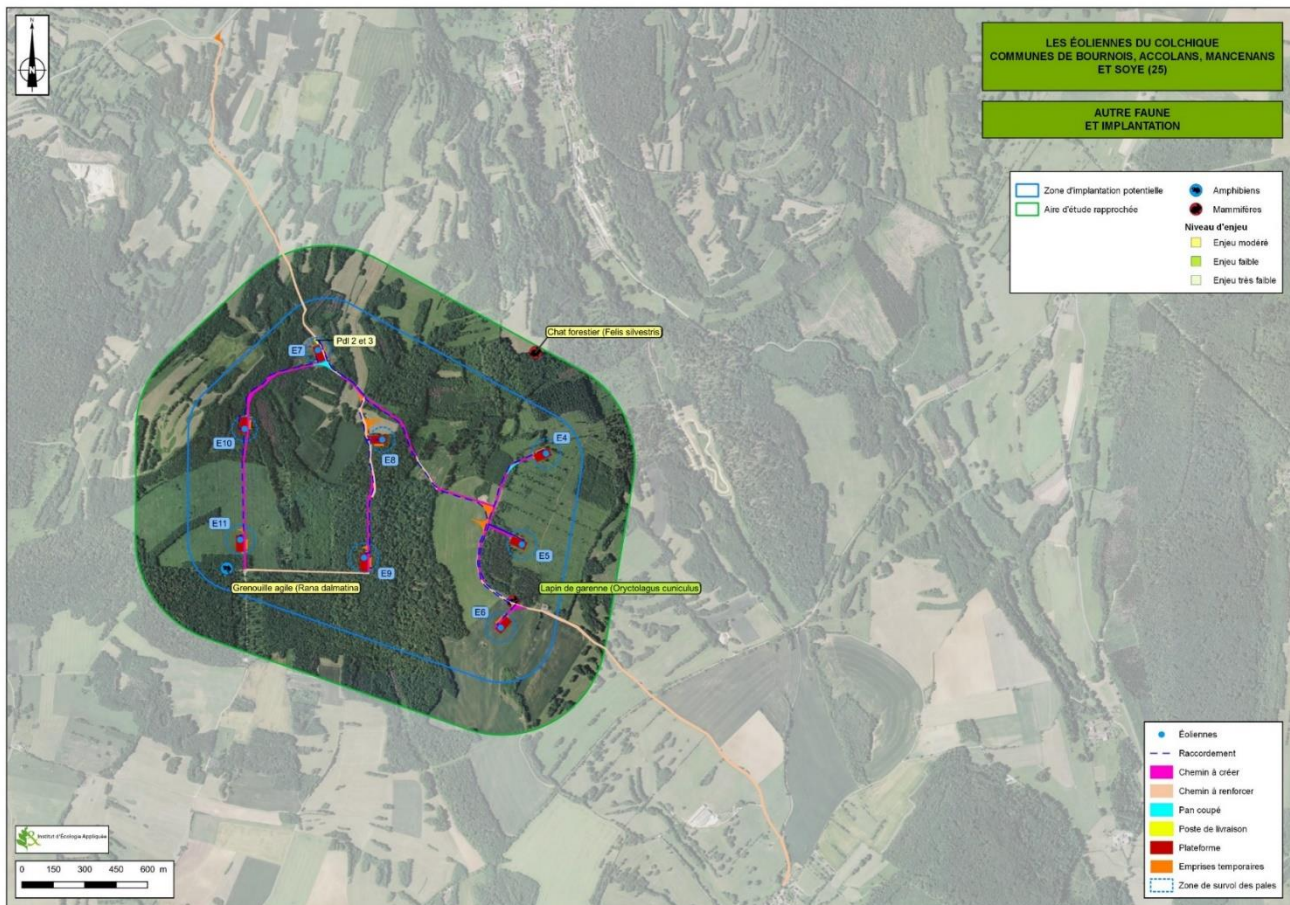 N
LES ÉOLIENNES DU COLCHIQUE
COMMUNES DE BOURNOIS, ACCOLANS, MANCENANS
ET SOYE (25)
AUTRE FAUNE
ET IMPLANTATION
Zone d'implantation potentielle
Aire d'étude rapprochée
Amphibiens
Mammifères
Niveau d'enjeu
Enjeu modéré
Enjeu faible
Enjeu très faible
Chat forestier (Felis silvestris)
Pdl 2 et 3
E7
E10
E8
E4
E11
E5
E9
Grenouille agile (Rana dalmatina
Lapin de garenne (Oryctolagus cuniculus
E6
Éoliennes
Raccordement
Chemin à créer
Chemin à renforcer
Pan coupé
Poste de livraison
Plateforme
Emprises temporaires
Zone de survol des pales
Institut d'Écologie Appliquée
0 150 300 450 600 m